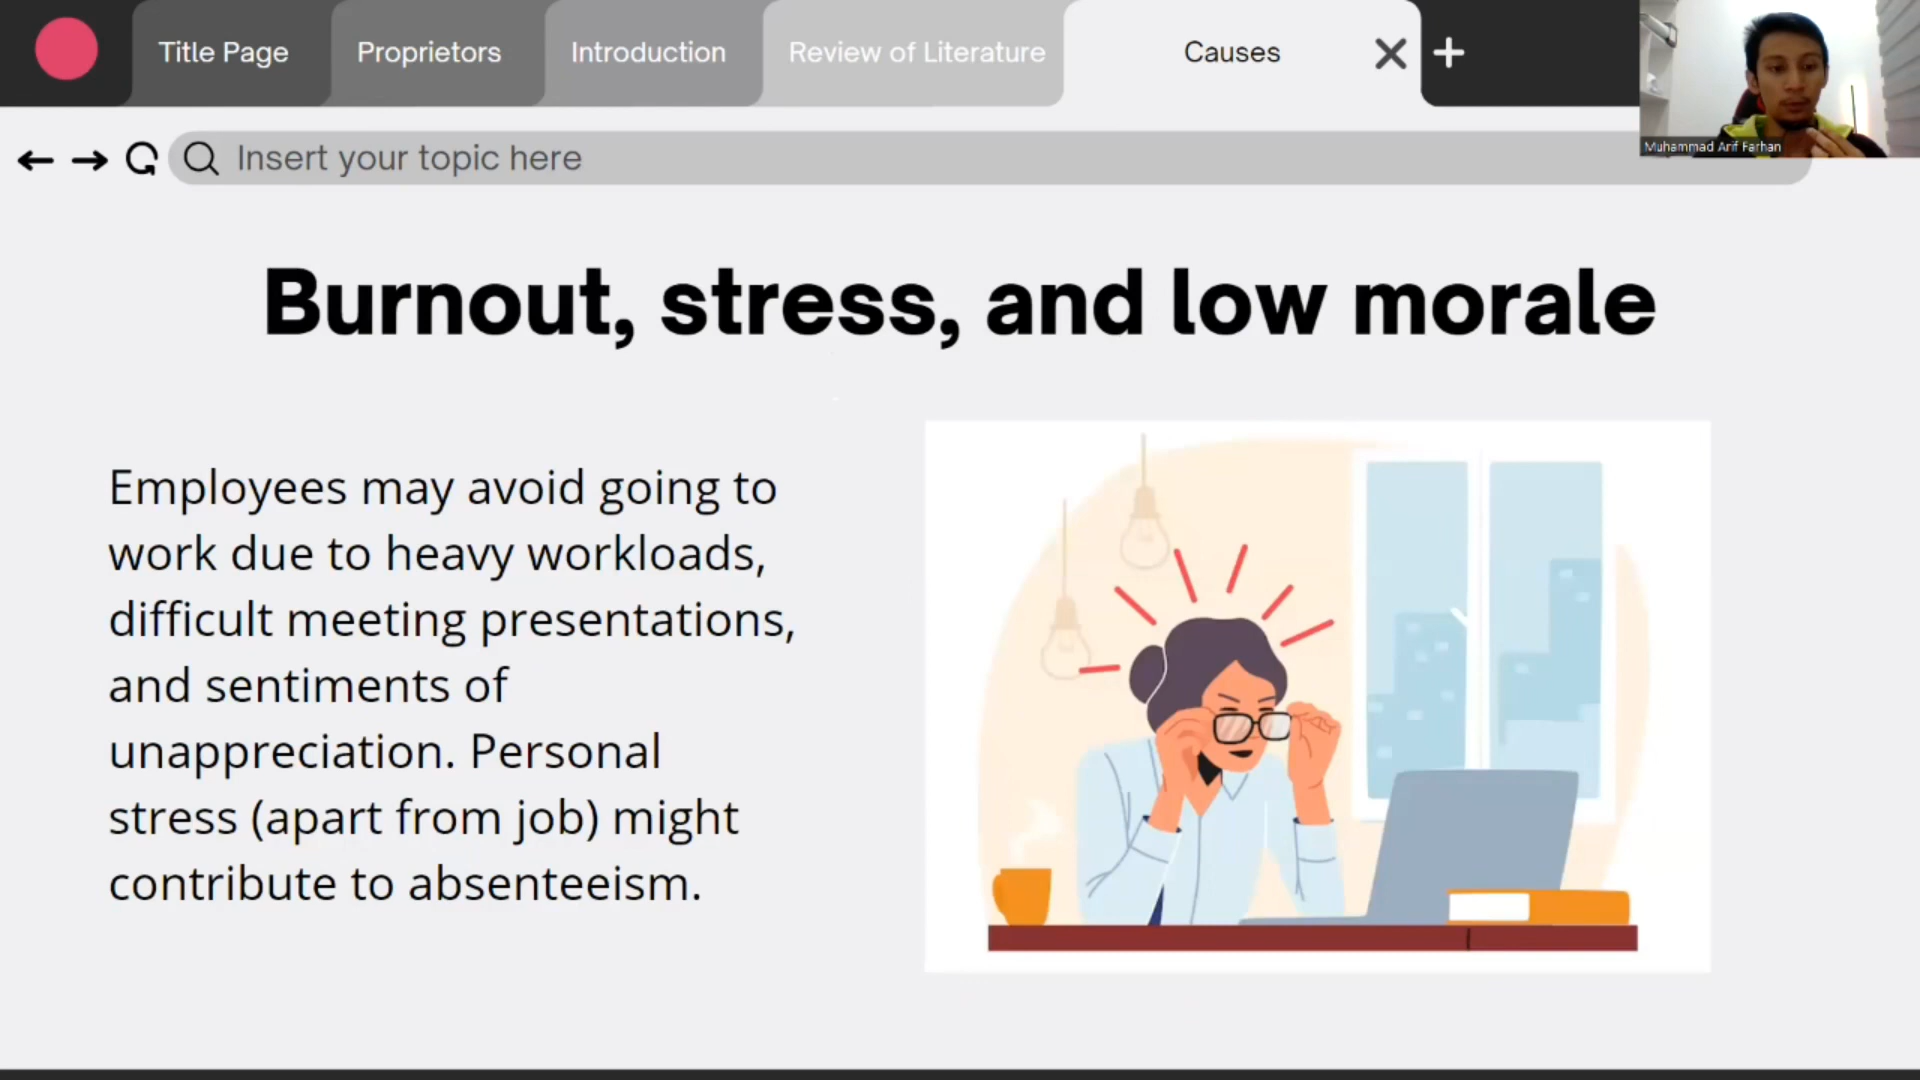 Title Page
Proprietors
Introduction
Review of Literature
Causes
Insert your topic here
Muhammad Arif Farhan
Burnout, stress, and low morale
Employees may avoid going to
work due to heavy workloads,
difficult meeting presentations,
and sentiments of
unappreciation. Personal
stress (apart from job) might
contribute to absenteeism.